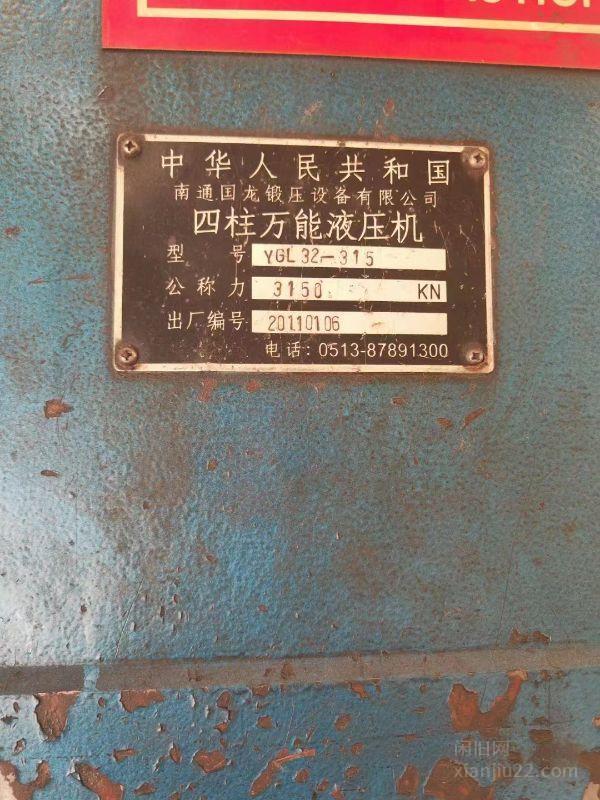 中华人民共和国
南通国龙锻压设备有限公司
四柱万能液压机
型号 YGL32-315
公称力 3150 KN
出厂编号 20110106
电话: 0513-87891300
闲旧网
xianjiu22.com